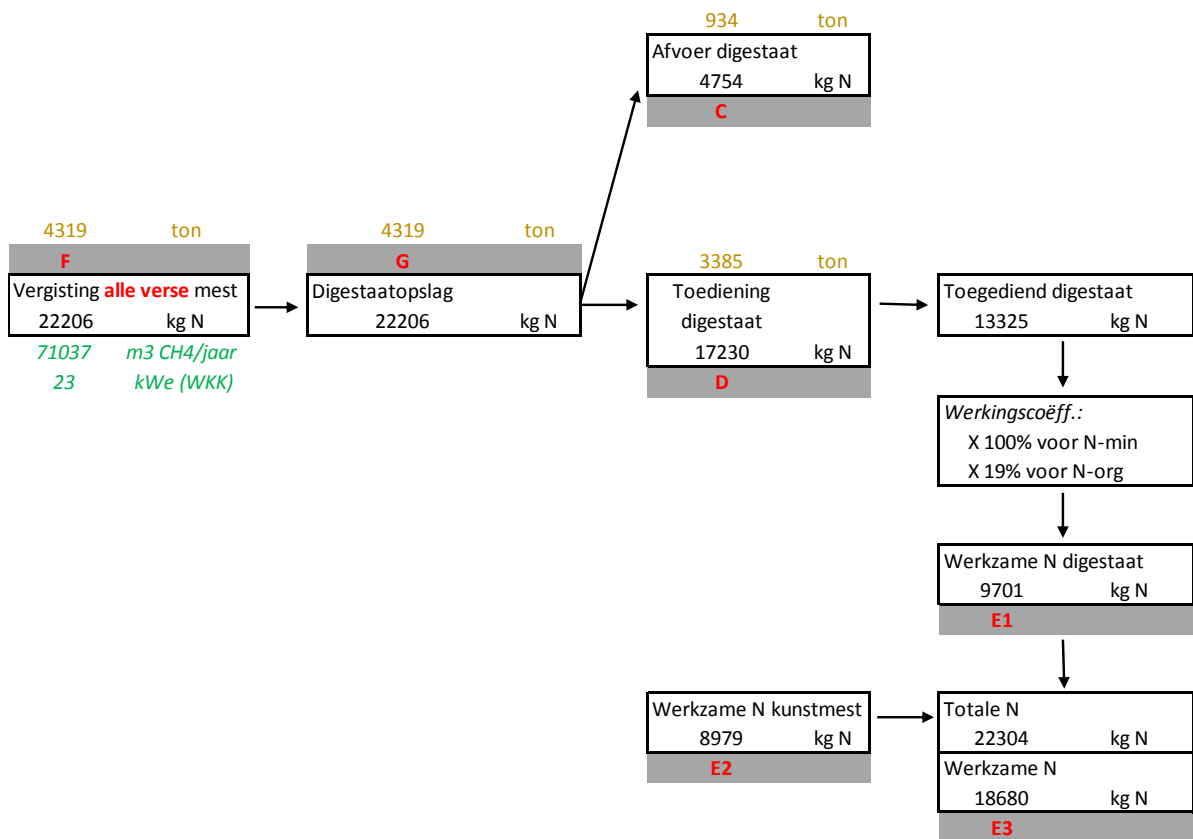 934 ton
Afvoer digestaat
4754 kg N
C
4319 ton
F
Vergisting alle verse mest
22206 kg N
71037 m3 CH4/jaar
23 kWe (WKK)
4319 ton
G
Digestaatopslag
22206 kg N
3385 ton
Toediening
digestaat
17230 kg N
D
Toegediend digestaat
13325 kg N
Werkingscoëff.:
X 100% voor N-min
X 19% voor N-org
Werkzame N digestaat
9701 kg N
E1
Werkzame N kunstmest
8979 kg N
E2
Totale N
22304 kg N
Werkzame N
18680 kg N
E3